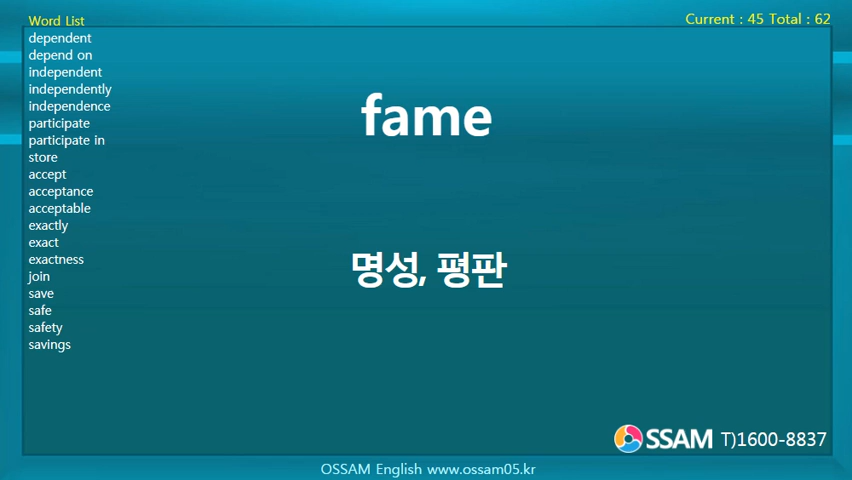 Word List
Current : 45 Total : 62
dependent
depend on
independent
independently
independence
participate
participate in
store
accept
acceptance
acceptable
exactly
exact
exactness
join
save
safe
safety
savings
fame
명성, 평판
OSSAM T)1600-8837
OSSAM English www.ossam05.kr